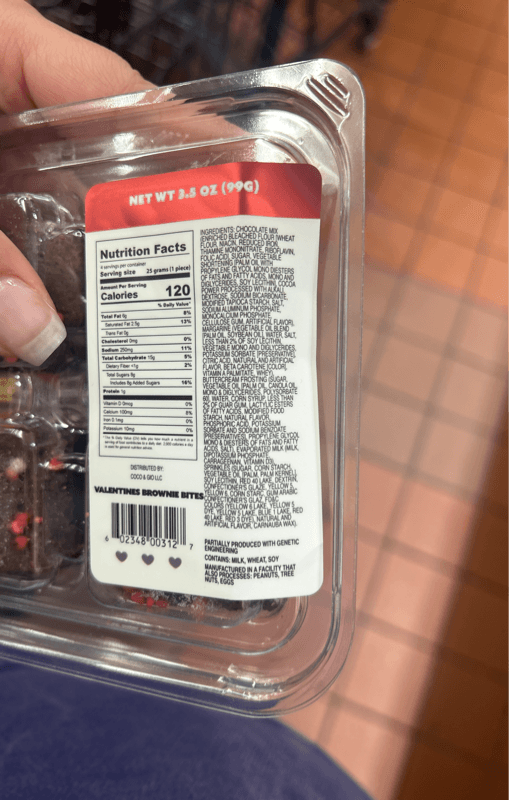 NET WT 3.5 OZ (99G)
Nutrition Facts
4 servings per container
Serving size 25 grams (1 piece)
Amount Per Serving
Calories 120
% Daily Value*
Total Fat 6g 8%
Saturated Fat 2.5g 13%
Trans Fat 0g
Cholesterol 0mg 0%
Sodium 250mg 11%
Total Carbohydrate 15g 5%
Dietary Fiber <1g 2%
Total Sugars 8g
Includes 8g Added Sugars 16%
Protein 1g
Vitamin D 0mcg 0%
Calcium 100mg 2%
Iron 0.1mg 0%
Potassium 10mg 0%
DISTRIBUTED BY:
COCO & GIO LLC
VALENTINES BROWNIE BITES
6 02348 00312 7
INGREDIENTS: CHOCOLATE MIX
(ENRICHED BLEACHED FLOUR (WHEAT
FLOUR, NIACIN, REDUCED IRON,
THIAMINE MONONITRATE, RIBOFLAVIN,
FOLIC ACID), SUGAR, VEGETABLE
SHORTENING (PALM OIL WITH
PROPYLENE GLYCOL MONO DIESTERS
OF FATS AND FATTY ACIDS, MONO AND
DIGLYCERIDES, SOY LECITHIN), COCOA
POWER PROCESSED WITH ALKALI,
DEXTROSE, SODIUM BICARBONATE,
MODIFIED TAPIOCA STARCH, SALT,
SODIUM ALUMINUM PHOSPHATE,
MONOCALCIUM PHOSPHATE,
CELLULOSE GUM, ARTIFICIAL FLAVOR),
MARGARINE (VEGETABLE OIL BLEND
(PALM OIL, SOYBEAN OIL), WATER, SALT,
LESS THAN 2% OF SOY LECITHIN,
VEGETABLE MONO AND DIGLYCERIDES,
POTASSIUM SORBATE (PRESERVATIVE),
CITRIC ACID, NATURAL AND ARTIFICIAL
FLAVOR, BETA CAROTENE (COLOR),
VITAMIN A PALMITATE, WHEY),
BUTTERCREAM FROSTING (SUGAR,
VEGETABLE OIL (PALM OIL, CANOLA OIL,
MONO & DIGLYCERIDES, POLYSORBATE
60), WATER, CORN SYRUP, LESS THAN
2% OF GUAR GUM, LACTYLIC ESTERS
OF FATTY ACIDS, MODIFIED FOOD
STARCH, NATURAL FLAVOR,
PHOSPHORIC ACID, POTASSIUM
SORBATE AND SODIUM BENZOATE
(PRESERVATIVES), PROPYLENE GLYCOL
MONO & DIESTERS OF FATS AND FATTY
ACIDS, SALT), EVAPORATED MILK (MILK,
DIPOTASSIUM PHOSPHATE,
CARRAGEENAN, VITAMIN D3),
SPRINKLES (SUGAR, CORN STARCH,
VEGETABLE OIL (PALM, PALM KERNEL),
SOY LECITHIN, RED 40 LAKE, DEXTRIN,
CONFECTIONER'S GLAZE, YELLOW 5,
YELLOW 6, CORN STARC, GUM ARABIC
CONFECTIONER'S GLAZ, FD&C
COLORS (YELLOW 6 LAKE, YELLOW 5
DYE, YELLOW 5 LAKE, BLUE 1 LAKE, RED
40 LAKE, RED 3 DYE), NATURAL AND
ARTIFICIAL FLAVOR, CARNAUBA WAX).
PARTIALLY PRODUCED WITH GENETIC
ENGINEERING
CONTAINS: MILK, WHEAT, SOY
MANUFACTURED IN A FACILITY THAT
ALSO PROCESSES: PEANUTS, TREE
NUTS, EGGS